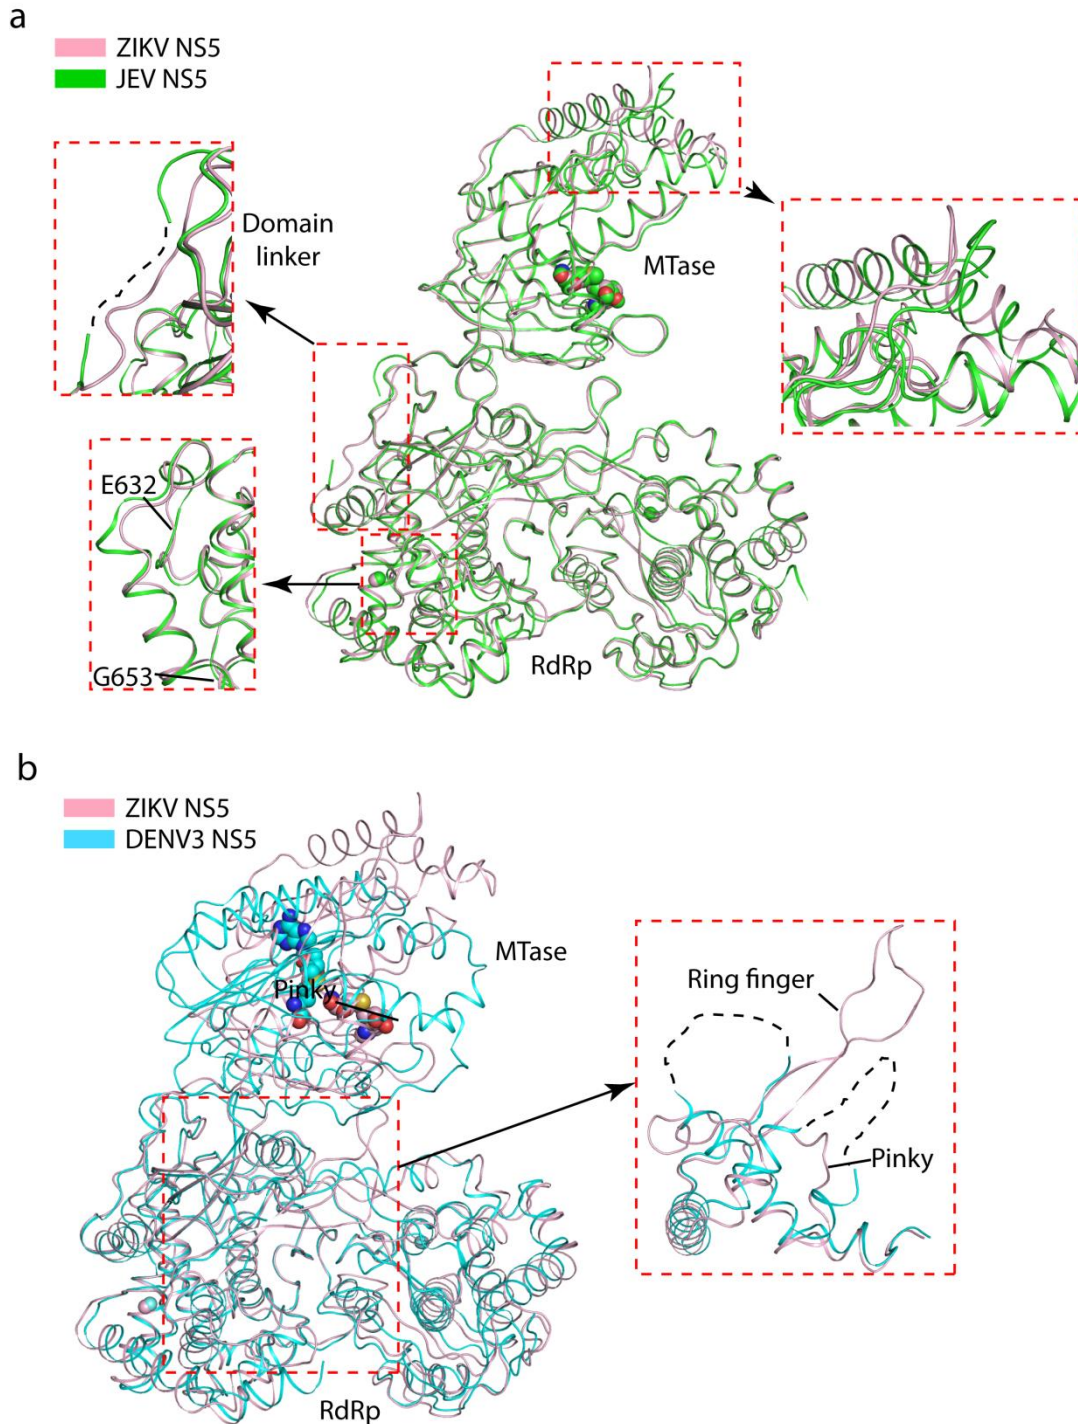 a
ZIKV NS5
JEV NS5
Domain
linker
MTase
E632
G653
RdRp
b
ZIKV NS5
DENV3 NS5
MTase
Pinky
Ring finger
Pinky
RdRp